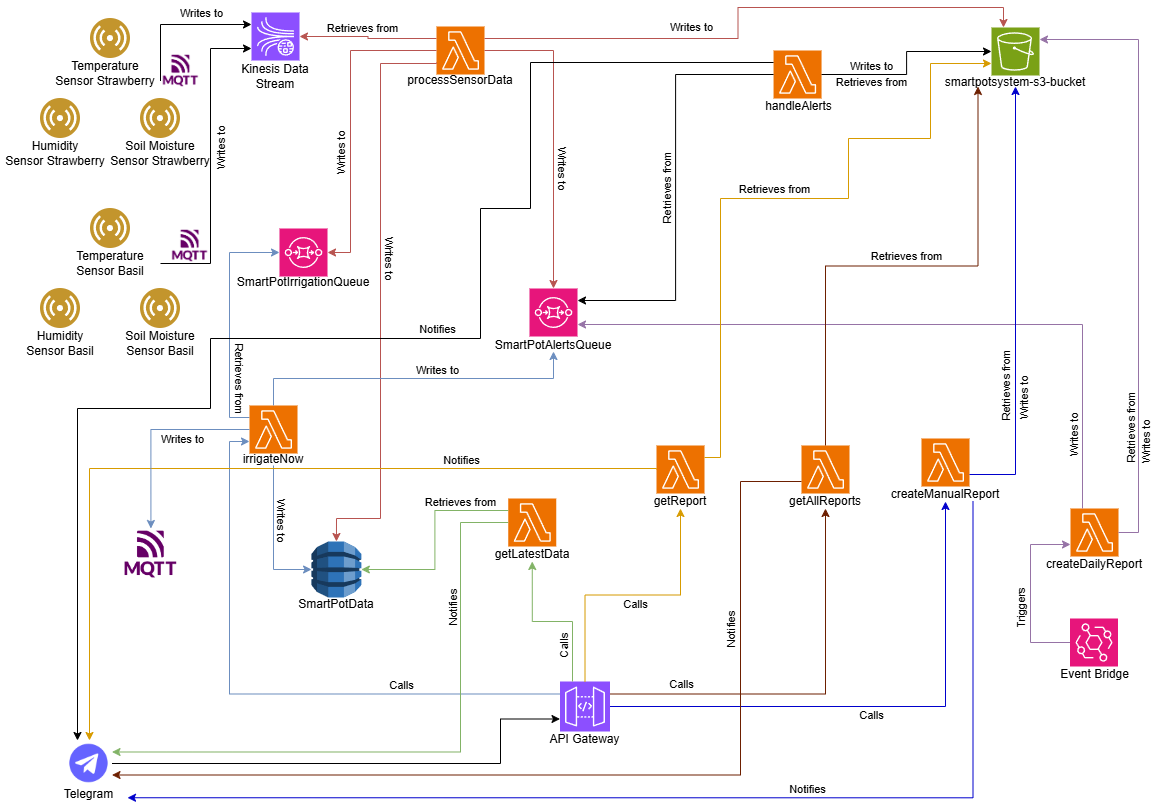 Writes to
Temperature
Sensor Strawberry
MQTT
Kinesis Data
Stream
Retrieves from
processSensorData
Writes to
handleAlerts
Writes to
Retrieves from
smartpotsystem-s3-bucket
Humidity
Sensor Strawberry
Soil Moisture
Sensor Strawberry
Writes to
Writes to
Writes to
Retrieves from
Retrieves from
Temperature
Sensor Basil
MQTT
SmartPotIrrigationQueue
Writes to
Retrieves from
Humidity
Sensor Basil
Soil Moisture
Sensor Basil
Notifies
SmartPotAlertsQueue
Retrieves from
Writes to
Retrieves from
Writes to
Writes to
Retrieves from
Writes to
Writes to
irrigateNow
Notifies
getReport
getAllReports
createManualReport
Writes to
Retrieves from
getLatestData
MQTT
SmartPotData
createDailyReport
Notifies
Calls
Calls
Notifies
Triggers
Event Bridge
Calls
Calls
Calls
API Gateway
Telegram
Notifies